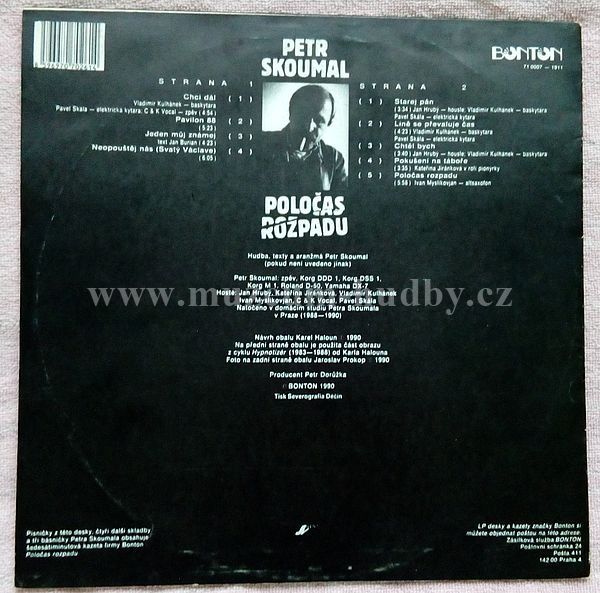 8 596970 702614
PETR
SKOUMAL
BONTON
71 0007 – 1911
STRANA 1
Chci dál (1)
Vladimír Kulhánek — baskytara
Pavel Skála — elektrická kytara; C & K Vocal — zpěv (4:54)
Pavilon 88 (2)
(5:23)
Jeden můj známej (3)
text Jan Burian (4:23)
Neopouštěj nás (Svatý Václave) (4)
(6:05)
STRANA 2
(1) Starej pán
(3:34) Jan Hrubý — housle; Vladimír Kulhánek — baskytara
Pavel Skála — elektrická kytara
(2) Líně se převaluje čas
(4:23) Vladimír Kulhánek — baskytara
Pavel Skála — elektrická kytara
(3) Chtěl bych
(3:40) Jan Hrubý — housle; Vladimír Kulhánek — baskytara
(4) Pokušení na táboře
(3:35) Kateřina Jiránková v roli pionýrky
(5) Poločas rozpadu
(5:58) Ivan Myslikovjan — altsaxofon
POLOČAS
ROZPADU
Hudba, texty a aranžmá Petr Skoumal
(pokud není uvedeno jinak)
Petr Skoumal: zpěv, Korg DDD 1, Korg DSS 1,
Korg M 1, Roland D-50, Yamaha DX-7
Hosté: Jan Hrubý, Kateřina Jiránková, Vladimír Kulhánek
Ivan Myslikovjan, C & K Vocal, Pavel Skála
Natočeno v domácím studiu Petra Skoumala
v Praze (1988–1990)
www.musicasudby.cz
Návrh obalu Karel Haloun © 1990
Na přední straně obalu je použita část obrazu
z cyklu Hypnotizér (1983–1988) od Karla Halouna
Foto na zadní straně obalu Jaroslav Prokop © 1990
Producent Petr Dorůžka
℗ BONTON 1990
Tisk Severografia Děčín
Písničky z této desky, čtyři další skladby
a tři básničky Petra Skoumala obsahuje
šedesátiminutová kazeta firmy Bonton
Poločas rozpadu
LP desky a kazety značky Bonton si
můžete objednat poštou na této adrese:
Zásilková služba BONTON
Poštovní schránka 24
Pošta 411
142 00 Praha 4